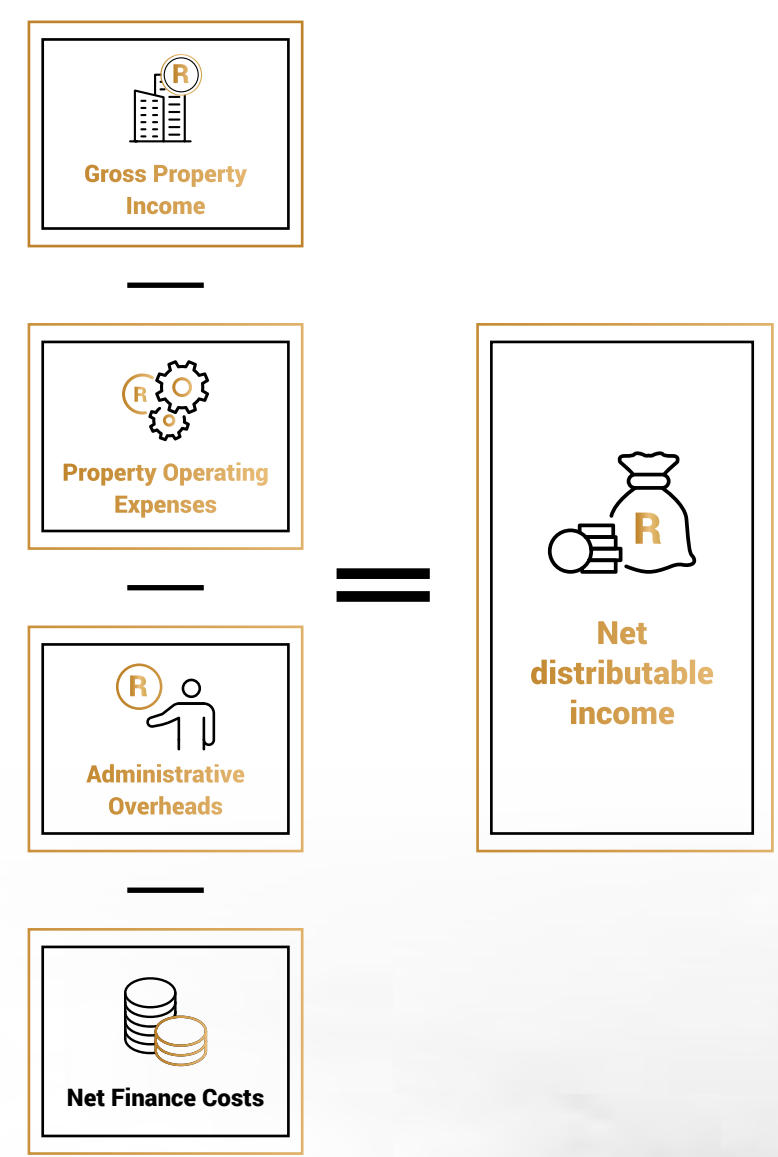 R
Gross Property
Income
R
Property Operating
Expenses
R
Administrative
Overheads
Net Finance Costs
R
Net
distributable
income